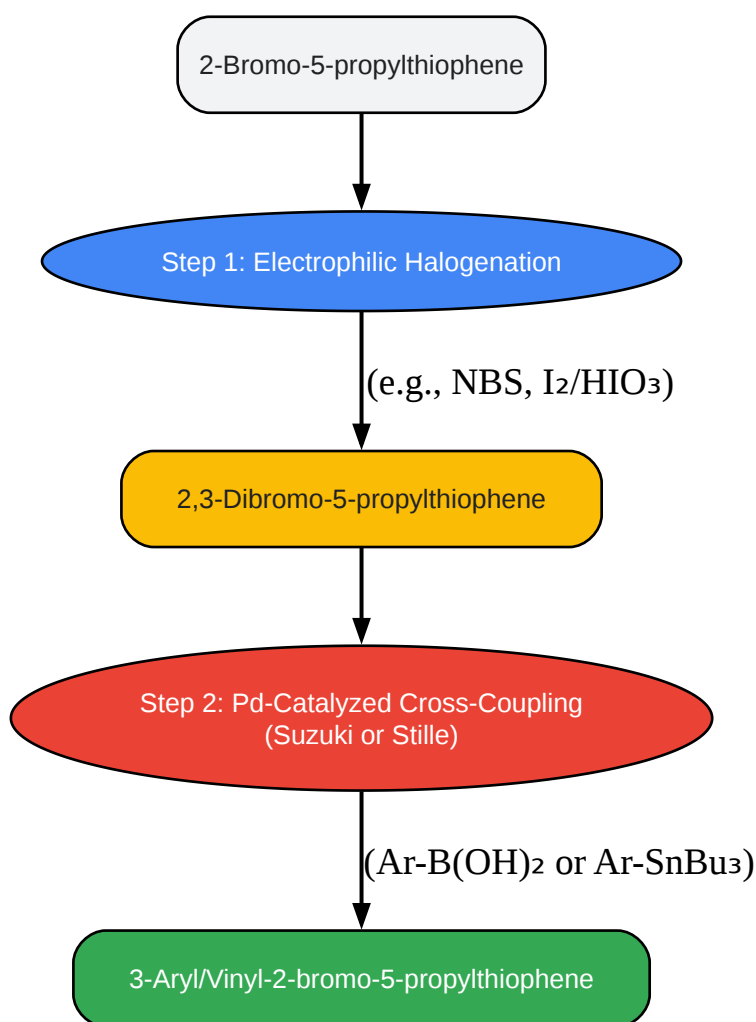 2-Bromo-5-propylthiophene
Step 1: Electrophilic Halogenation
(e.g., NBS, I₂/HIO₃)
2,3-Dibromo-5-propylthiophene
Step 2: Pd-Catalyzed Cross-Coupling
(Suzuki or Stille)
(Ar-B(OH)₂ or Ar-SnBu₃)
3-Aryl/Vinyl-2-bromo-5-propylthiophene